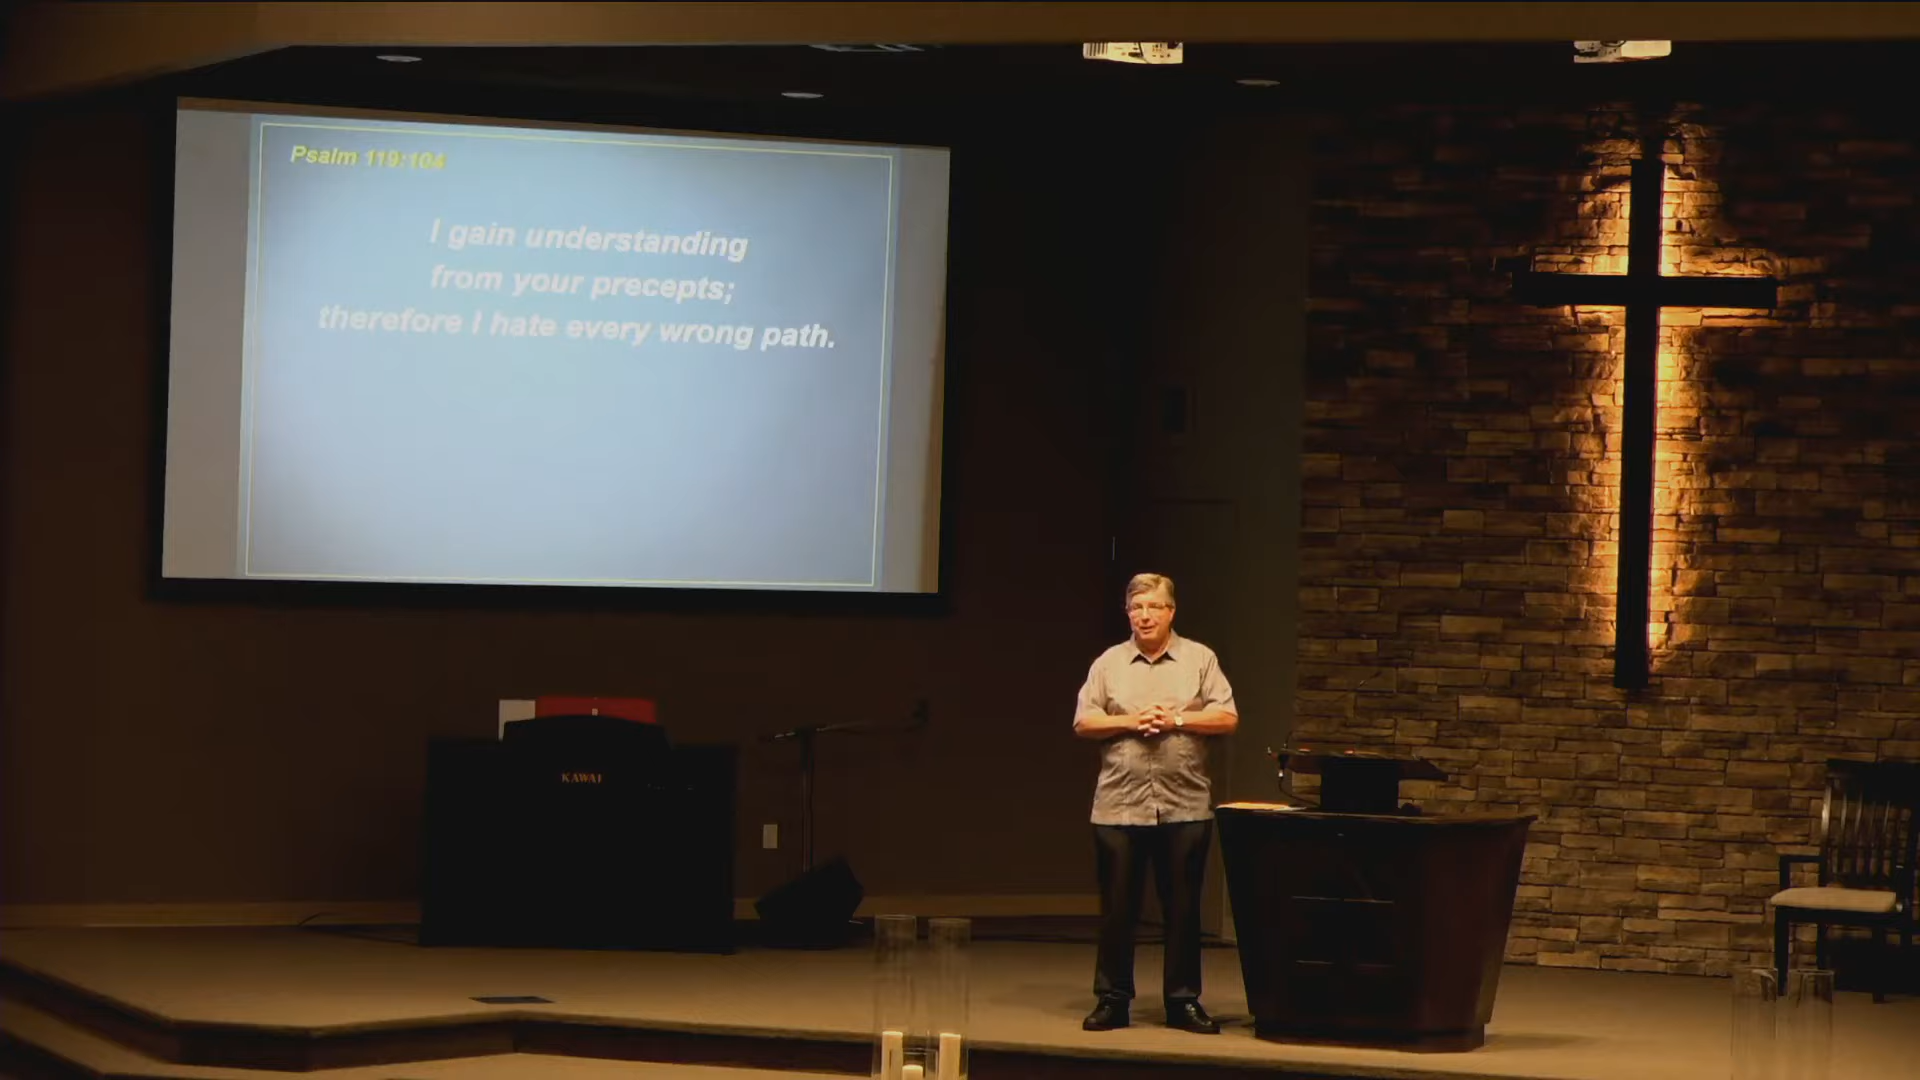 Psalm 119:104
I gain understanding
from your precepts;
therefore I hate every wrong path.
KAWAI